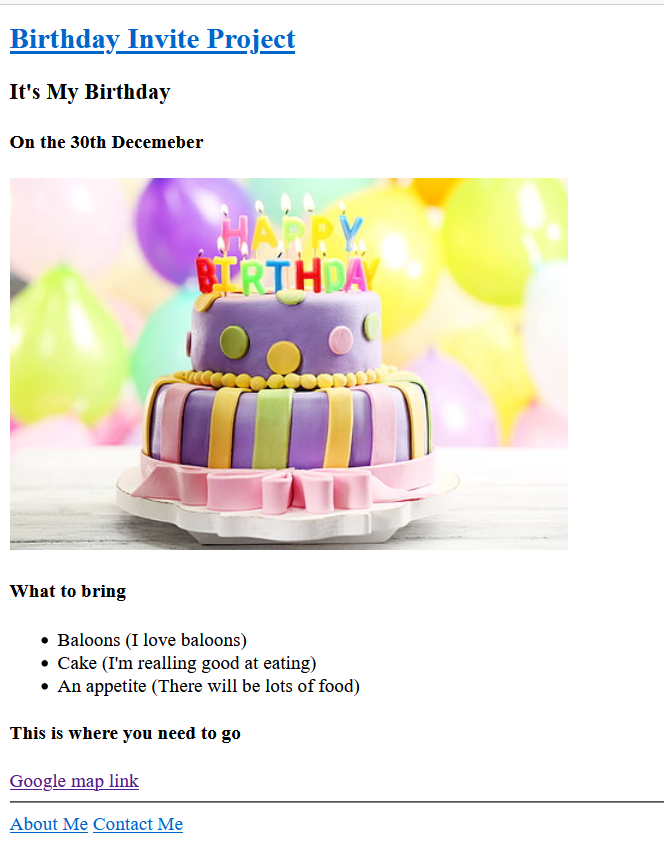 Birthday Invite Project
It's My Birthday
On the 30th Decemeber
HAPPY
BIRTHDAY
What to bring
Baloons (I love baloons)
Cake (I'm realling good at eating)
An appetite (There will be lots of food)
This is where you need to go
Google map link
About Me Contact Me